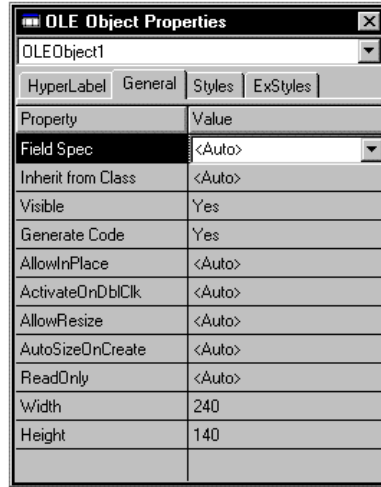 OLE Object Properties
OLEObject1
HyperLabel General Styles ExStyles
Property Value
Field Spec <Auto>
Inherit from Class <Auto>
Visible Yes
Generate Code Yes
AllowInPlace <Auto>
ActivateOnDblClk <Auto>
AllowResize <Auto>
AutoSizeOnCreate <Auto>
ReadOnly <Auto>
Width 240
Height 140